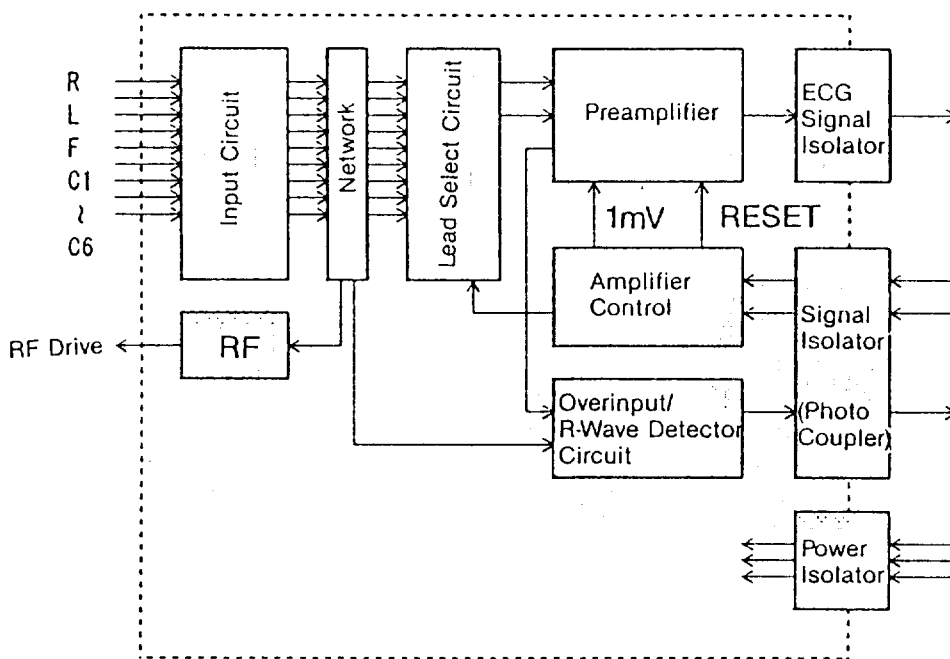 R
L
F
C1
~
C6
Input Circuit
Network
Lead Select Circuit
Preamplifier
ECG
Signal
Isolator
1mV
RESET
Amplifier
Control
Signal
Isolator
(Photo
Coupler)
RF Drive
RF
Overinput/
R-Wave Detector
Circuit
Power
Isolator